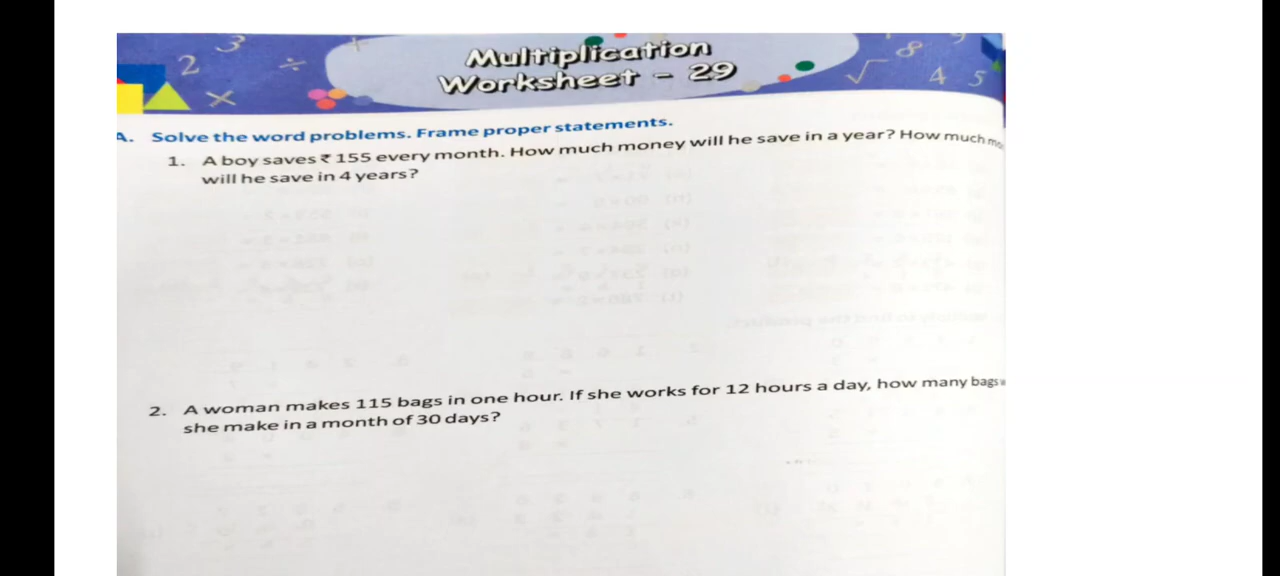 Multiplication
Worksheet - 29
A. Solve the word problems. Frame proper statements.
1. A boy saves ₹ 155 every month. How much money will he save in a year? How much
will he save in 4 years?
2. A woman makes 115 bags in one hour. If she works for 12 hours a day, how many bags
she make in a month of 30 days?